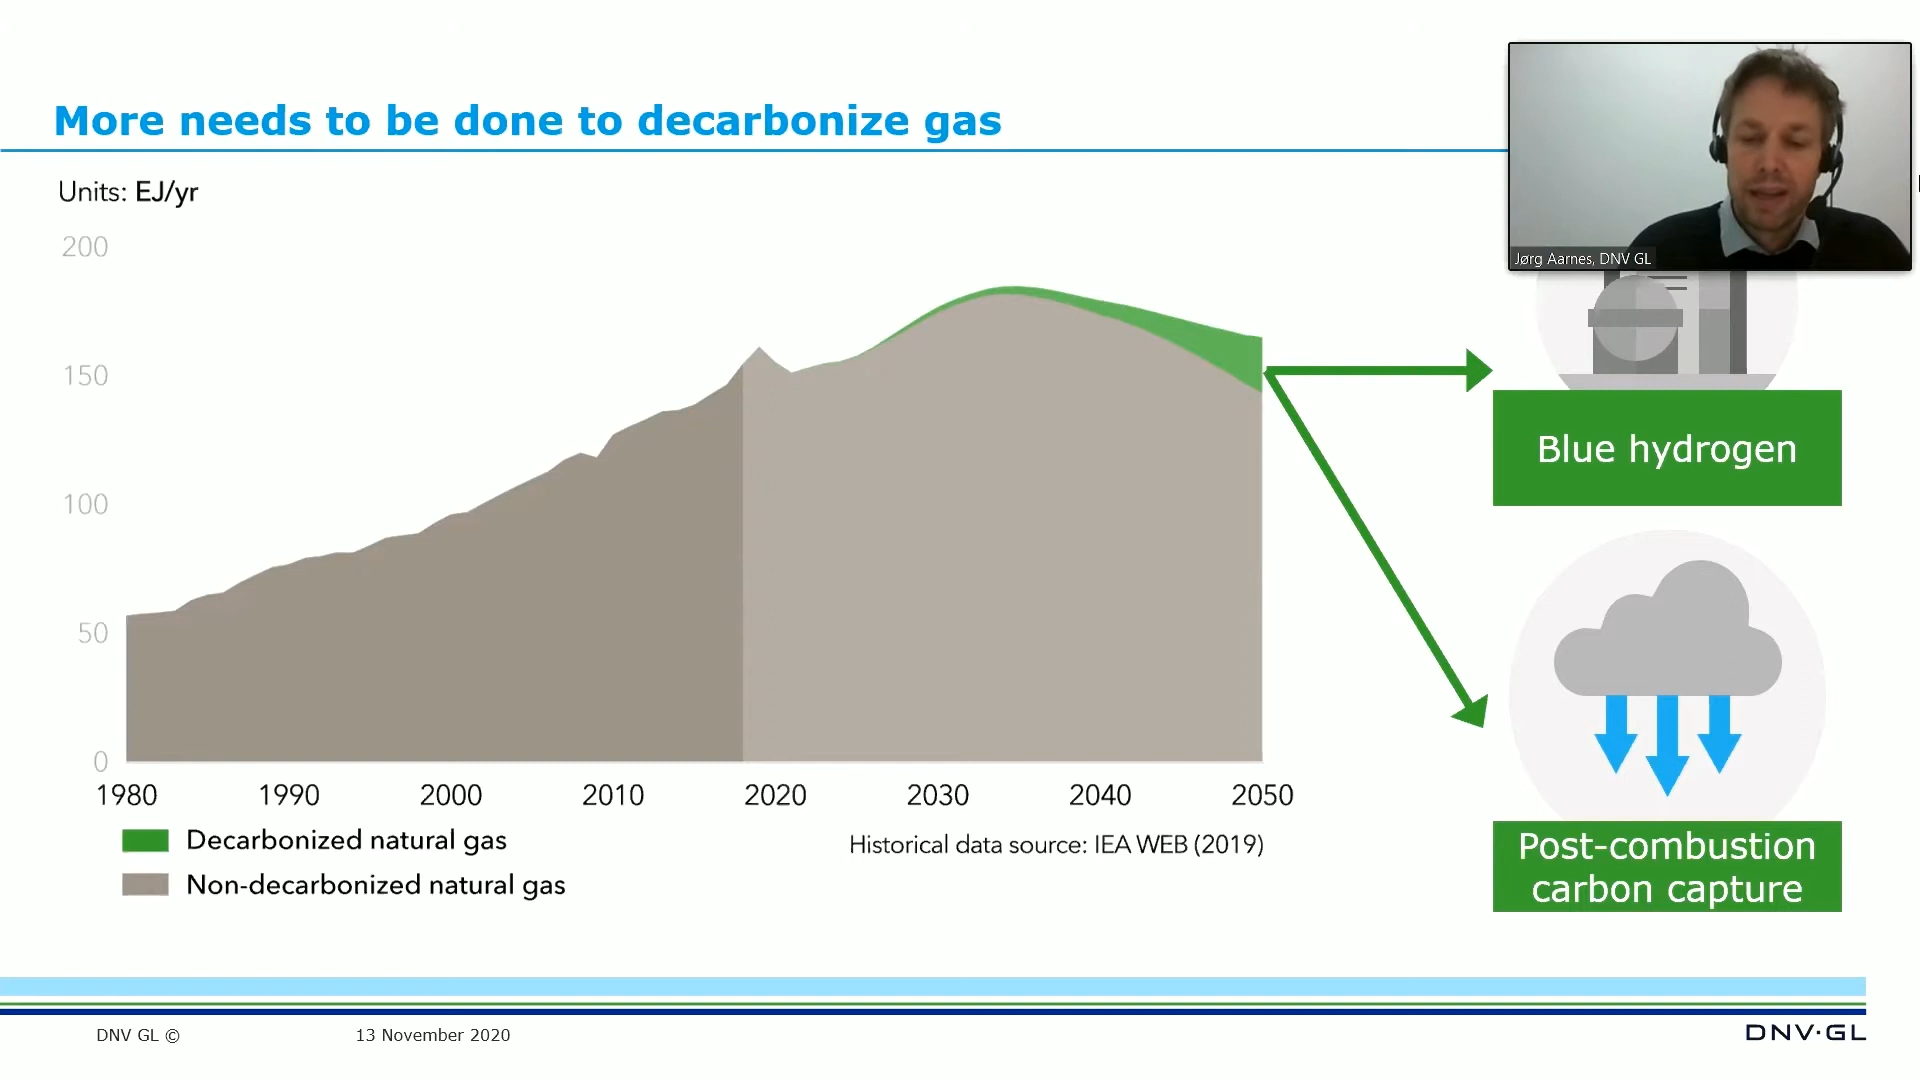 More needs to be done to decarbonize gas
Jørg Aarnes, DNV GL
Units: EJ/yr
200
150
100
50
0
1980 1990 2000 2010 2020 2030 2040 2050
Decarbonized natural gas
Non-decarbonized natural gas
Historical data source: IEA WEB (2019)
Blue hydrogen
Post-combustion
carbon capture
DNV GL ©
13 November 2020
DNV·GL